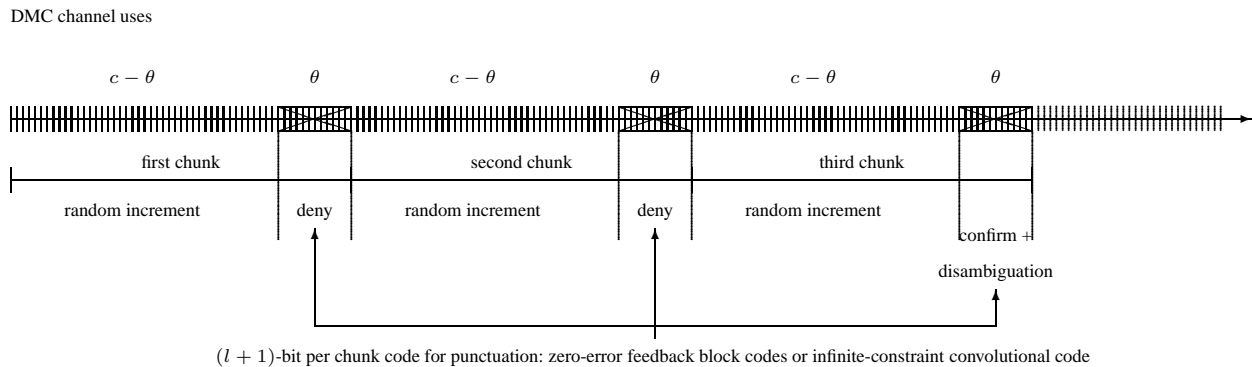 DMC channel uses
c − θ θ c − θ θ c − θ θ
first chunk second chunk third chunk
random increment deny random increment deny random increment confirm +
disambiguation
(l + 1)-bit per chunk code for punctuation: zero-error feedback block codes or infinite-constraint convolutional code